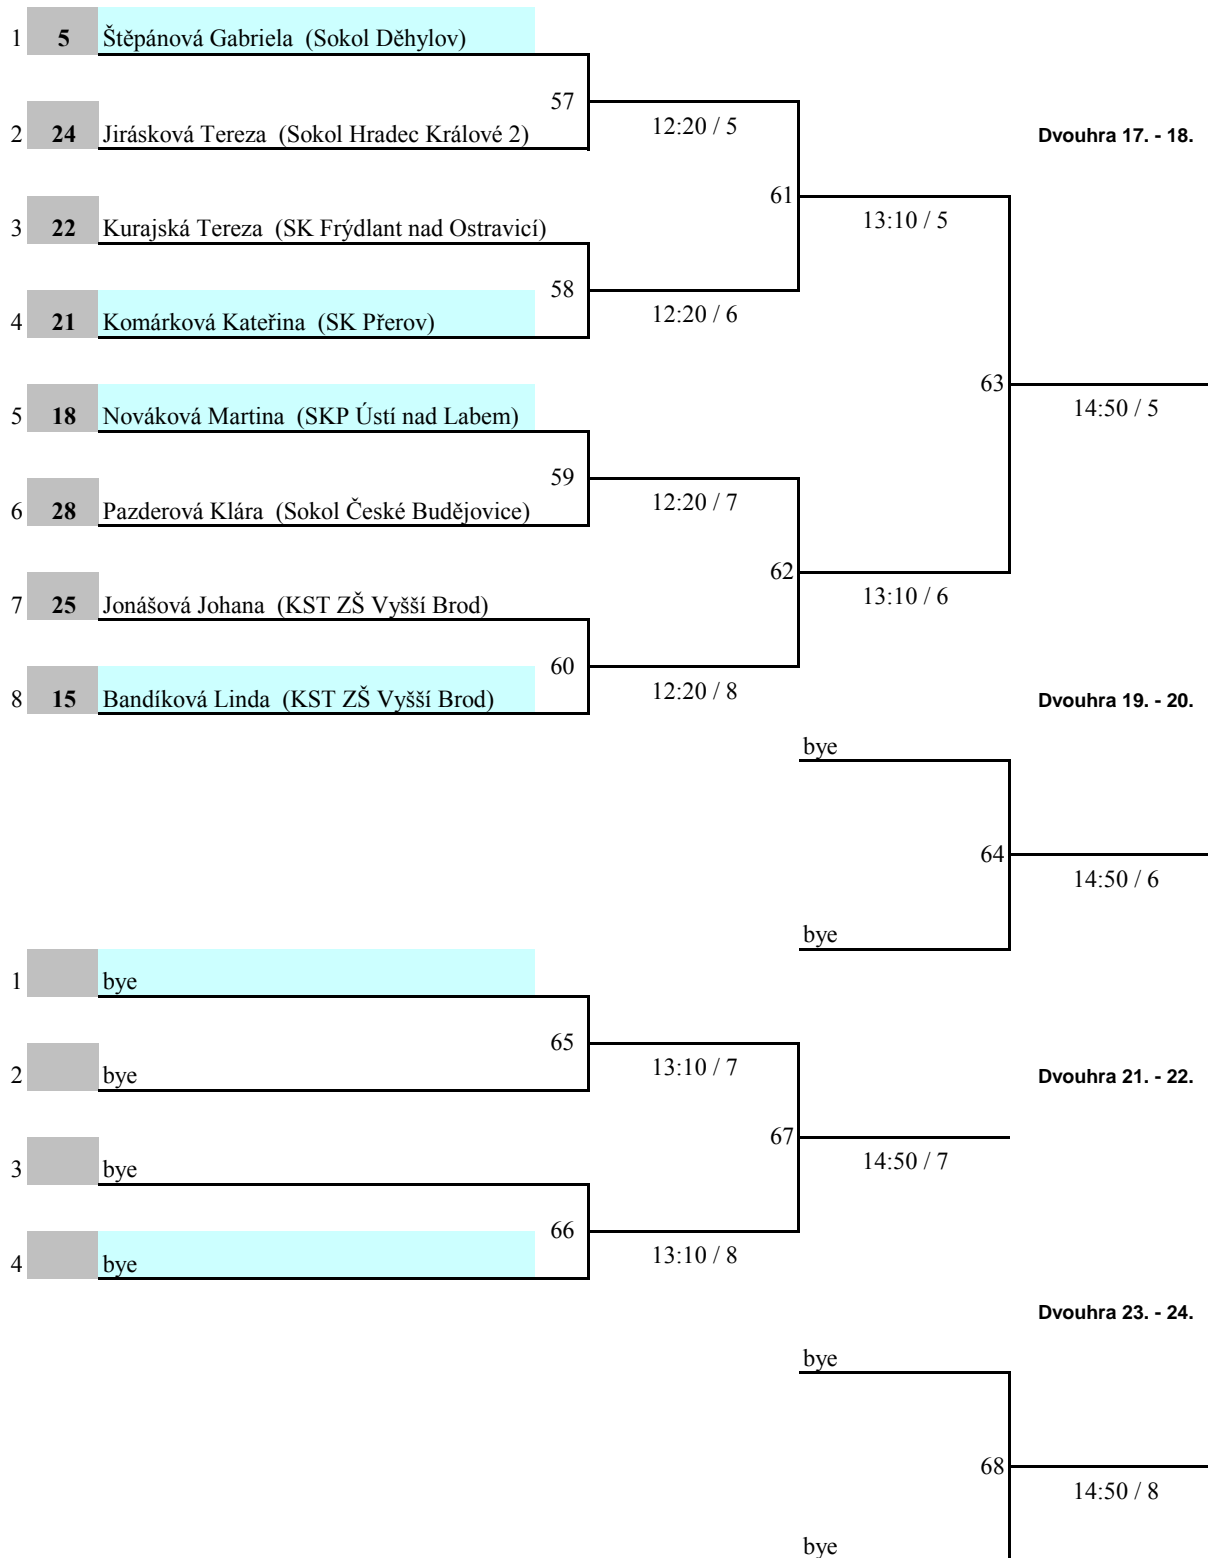 1 5 Štěpánová Gabriela (Sokol Děhylov)
57
12:20 / 5
2 24 Jirásková Tereza (Sokol Hradec Králové 2)
Dvouhra 17. - 18.
61
13:10 / 5
3 22 Kurajská Tereza (SK Frýdlant nad Ostravicí)
58
12:20 / 6
4 21 Komárková Kateřina (SK Přerov)
63
14:50 / 5
5 18 Nováková Martina (SKP Ústí nad Labem)
59
12:20 / 7
6 28 Pazderová Klára (Sokol České Budějovice)
62
13:10 / 6
7 25 Jonášová Johana (KST ZŠ Vyšší Brod)
60
12:20 / 8
8 15 Bandíková Linda (KST ZŠ Vyšší Brod)
Dvouhra 19. - 20.
bye
64
14:50 / 6
bye
1 bye
65
13:10 / 7
2 bye
Dvouhra 21. - 22.
67
14:50 / 7
3 bye
66
13:10 / 8
4 bye
Dvouhra 23. - 24.
bye
68
14:50 / 8
bye